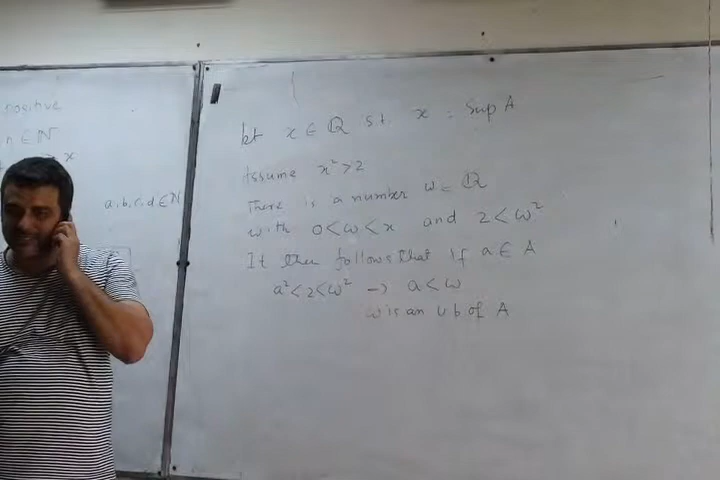 positive
n ∈ ℕ
x
a,b,c,d ∈ ℕ
let x ∈ ℚ s.t. x = Sup A
Assume x² > 2
There is a number w ∈ ℚ
with 0 < w < x and 2 < w²
It then follows that if a ∈ A
a² < 2 < w² → a < w
w is an u b of A